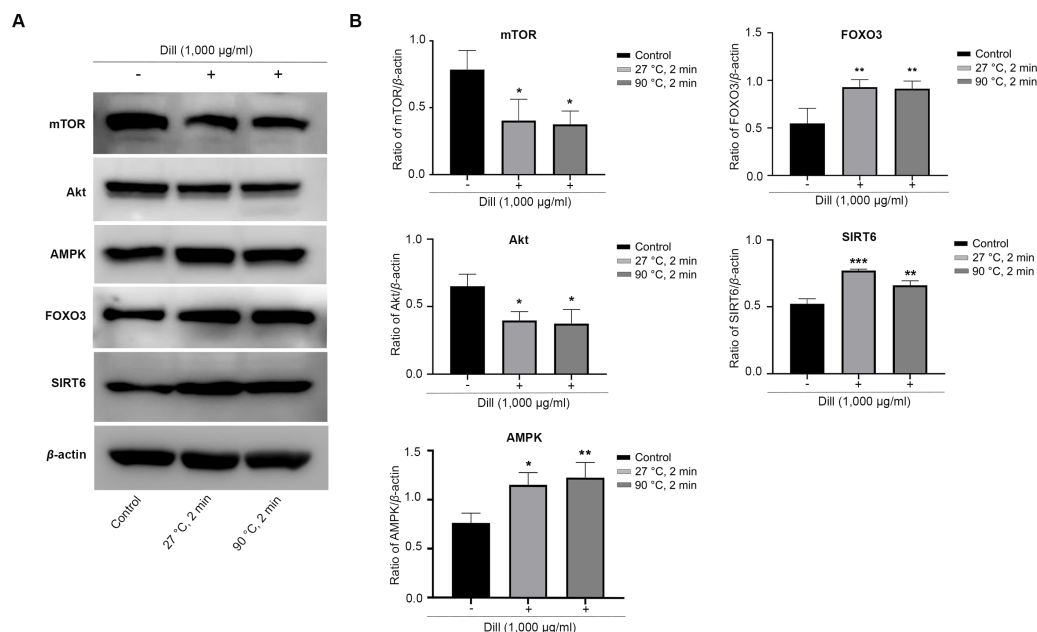 A
Dill (1,000 µg/ml)
- + +
mTOR
Akt
AMPK
FOXO3
SIRT6
β-actin
Control
27 °C, 2 min
90 °C, 2 min
B
mTOR
Ratio of mTOR/β-actin
1.0
0.5
0.0
- + +
Dill (1,000 µg/ml)
* *
Control
27 °C, 2 min
90 °C, 2 min
FOXO3
Ratio of FOXO3/β-actin
1.5
1.0
0.5
0.0
** **
- + +
Dill (1,000 µg/ml)
Control
27 °C, 2 min
90 °C, 2 min
Akt
Ratio of Akt/β-actin
1.0
0.5
0.0
* *
- + +
Dill (1,000 µg/ml)
Control
27 °C, 2 min
90 °C, 2 min
SIRT6
Ratio of SIRT6/β-actin
1.0
0.5
0.0
*** **
- + +
Dill (1,000 µg/ml)
Control
27 °C, 2 min
90 °C, 2 min
AMPK
Ratio of AMPK/β-actin
1.5
1.0
0.5
0.0
* **
- + +
Dill (1,000 µg/ml)
Control
27 °C, 2 min
90 °C, 2 min